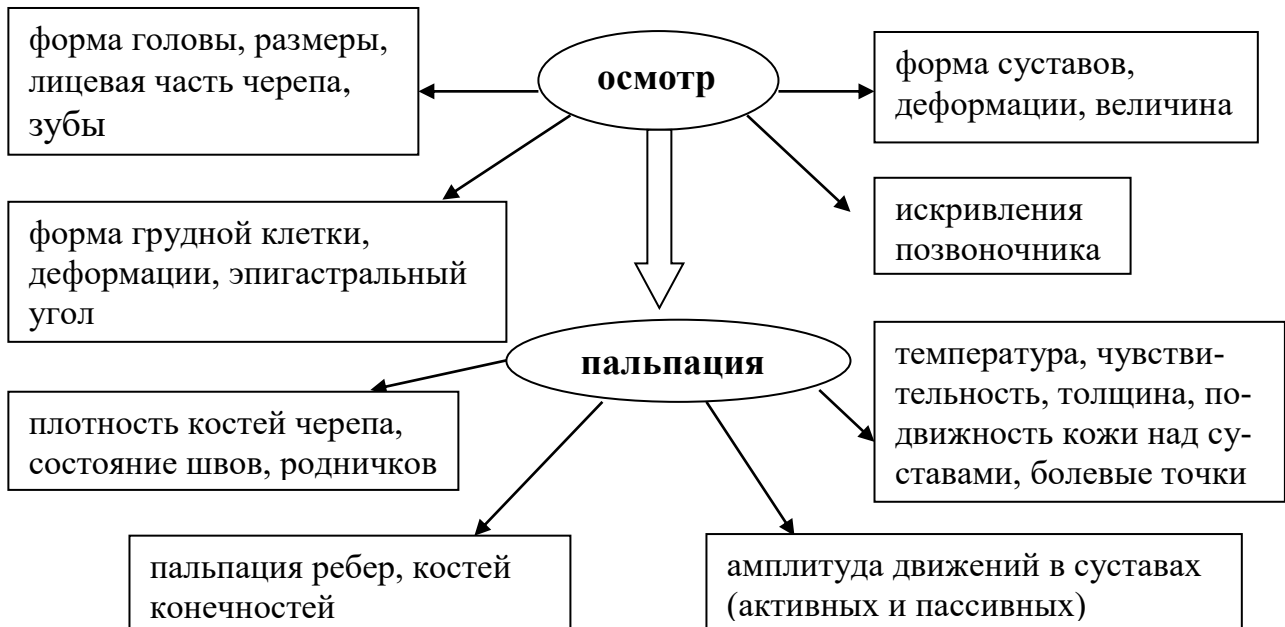 форма головы, размеры,
лицевая часть черепа,
зубы
осмотр
форма суставов,
деформации, величина
форма грудной клетки,
деформации, эпигастральный
угол
искривления
позвоночника
пальпация
плотность костей черепа,
состояние швов, родничков
температура, чувстви-
тельность, толщина, по-
движность кожи над су-
ставами, болевые точки
пальпация ребер, костей
конечностей
амплитуда движений в суставах
(активных и пассивных)